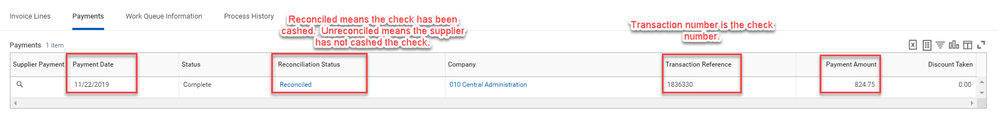 Invoice Lines Payments Work Queue Information Process History
Reconciled means the check has been
cashed. Unreconciled means the supplier
has not cashed the check.
Transaction number is the check
number.
Payments 1 item
Supplier Payment Payment Date Status Reconciliation Status Company Transaction Reference Payment Amount Discount Taken
11/22/2019 Complete Reconciled 010 Central Administration 1836330 824.75 0.00